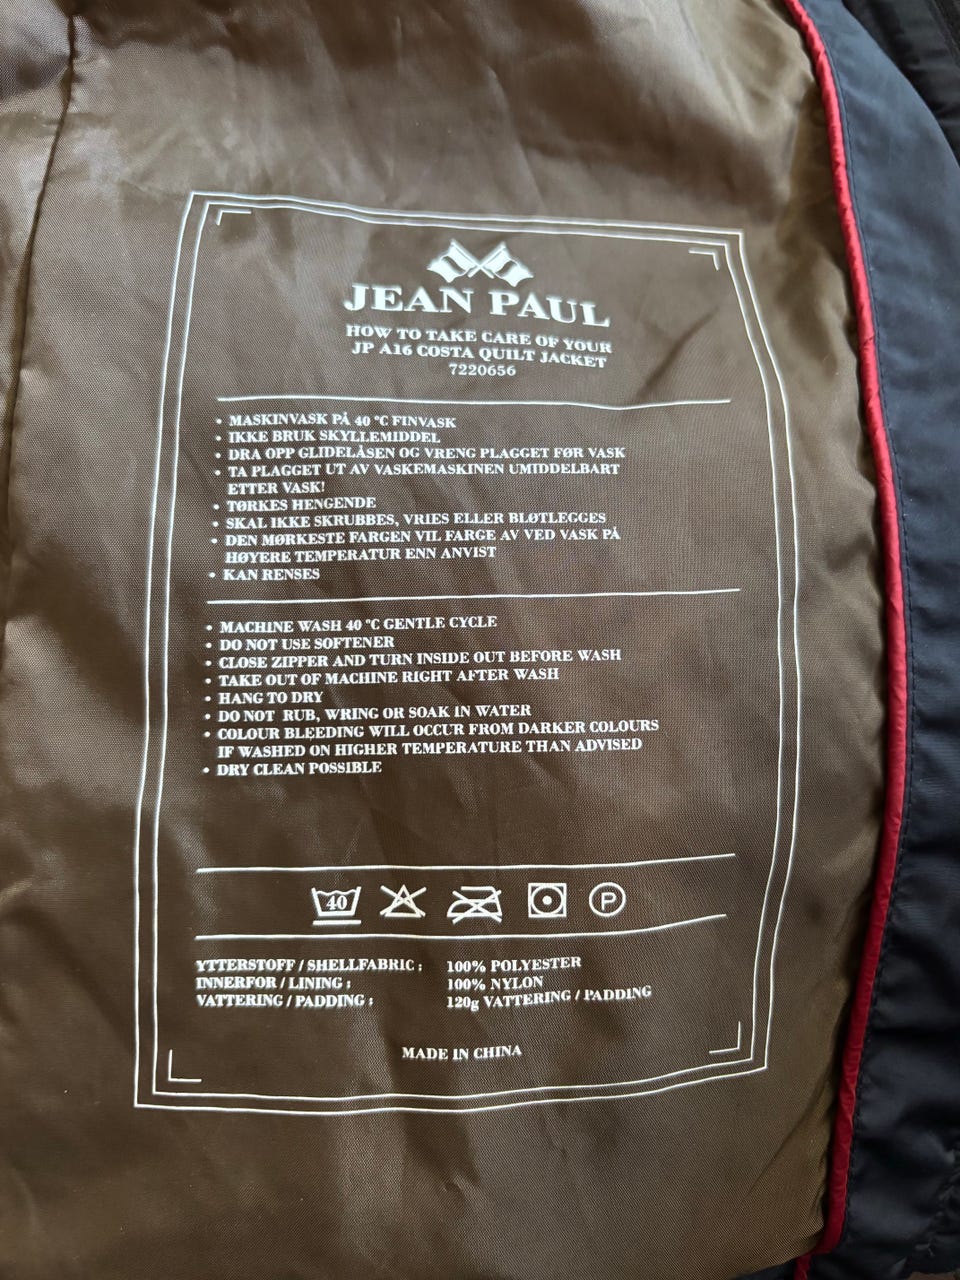 JEAN PAUL
HOW TO TAKE CARE OF YOUR
JP A16 COSTA QUILT JACKET
7220656
• MASKINVASK PÅ 40 °C FINVASK
• IKKE BRUK SKYLLEMIDDEL
• DRA OPP GLIDELÅSEN OG VRENG PLAGGET FØR VASK
• TA PLAGGET UT AV VASKEMASKINEN UMIDDELBART
ETTER VASK!
• TØRKES HENGENDE
• SKAL IKKE SKRUBBES, VRIES ELLER BLØTLEGGES
• DEN MØRKESTE FARGEN VIL FARGE AV VED VASK PÅ
HØYERE TEMPERATUR ENN ANVIST
• KAN RENSES
• MACHINE WASH 40 °C GENTLE CYCLE
• DO NOT USE SOFTENER
• CLOSE ZIPPER AND TURN INSIDE OUT BEFORE WASH
• TAKE OUT OF MACHINE RIGHT AFTER WASH
• HANG TO DRY
• DO NOT RUB, WRING OR SOAK IN WATER
• COLOUR BLEEDING WILL OCCUR FROM DARKER COLOURS
IF WASHED ON HIGHER TEMPERATURE THAN ADVISED
• DRY CLEAN POSSIBLE
40 P
YTTERSTOFF / SHELLFABRIC : 100% POLYESTER
INNERFOR / LINING : 100% NYLON
VATTERING / PADDING : 120g VATTERING / PADDING
MADE IN CHINA